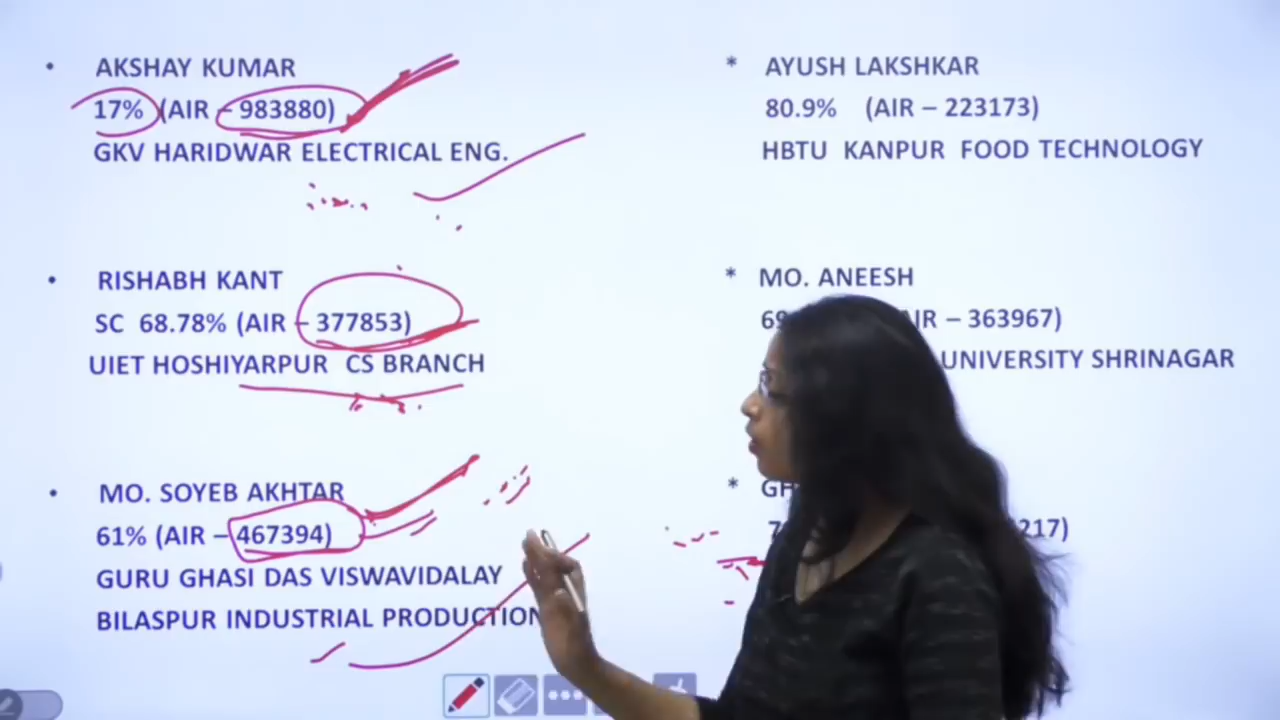 AKSHAY KUMAR
17% (AIR – 983880)
GKV HARIDWAR ELECTRICAL ENG.
RISHABH KANT
SC 68.78% (AIR – 377853)
UIET HOSHIYARPUR CS BRANCH
MO. SOYEB AKHTAR
61% (AIR – 467394)
GURU GHASI DAS VISWAVIDALAY
BILASPUR INDUSTRIAL PRODUCTION
* AYUSH LAKSHKAR
80.9% (AIR – 223173)
HBTU KANPUR FOOD TECHNOLOGY
* MO. ANEESH
– 363967)
UNIVERSITY SHRINAGAR
*
217)